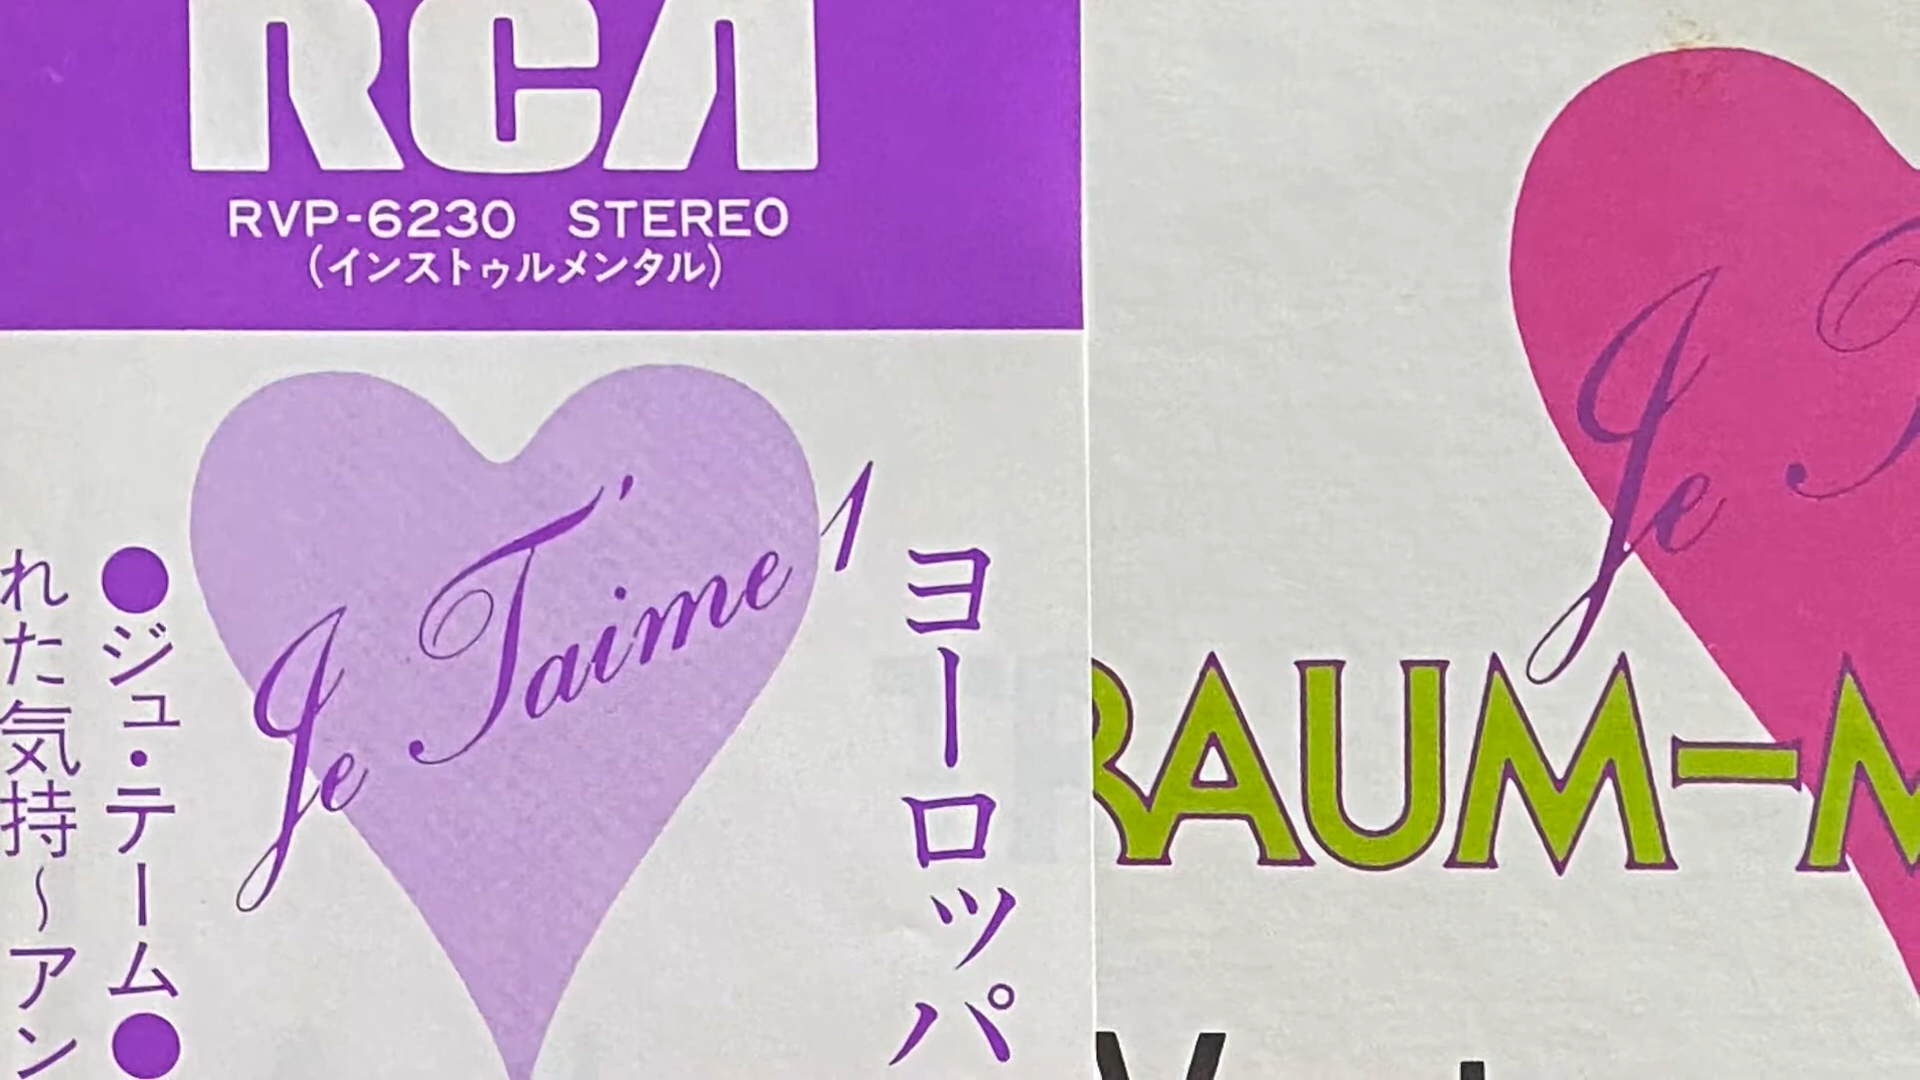 RCA
RVP-6230 STEREO
(インストゥルメンタル)
Je T'aime 1
ヨーロッパ
●ジュ・テーム●
れた気持〜アン
Je
RAUM-M